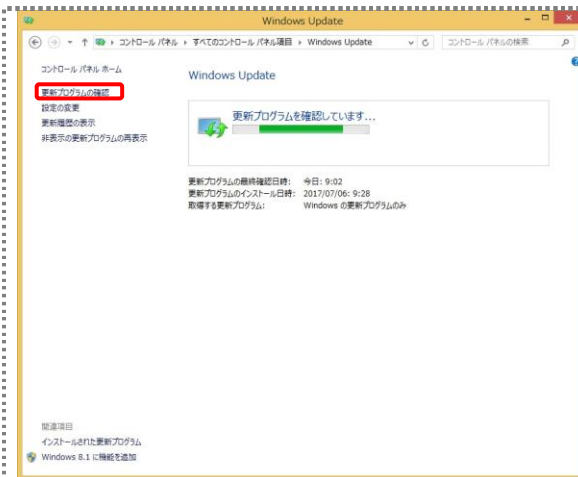 Windows Update
コントロール パネル ▸ すべてのコントロール パネル項目 ▸ Windows Update
コントロール パネルの検索
コントロール パネル ホーム
更新プログラムの確認
設定の変更
更新履歴の表示
非表示の更新プログラムの再表示
Windows Update
更新プログラムを確認しています...
更新プログラムの最終確認日時: 今日: 9:02
更新プログラムのインストール日時: 2017/07/06: 9:28
取得する更新プログラム: Windows の更新プログラムのみ
関連項目
インストールされた更新プログラム
Windows 8.1 に機能を追加